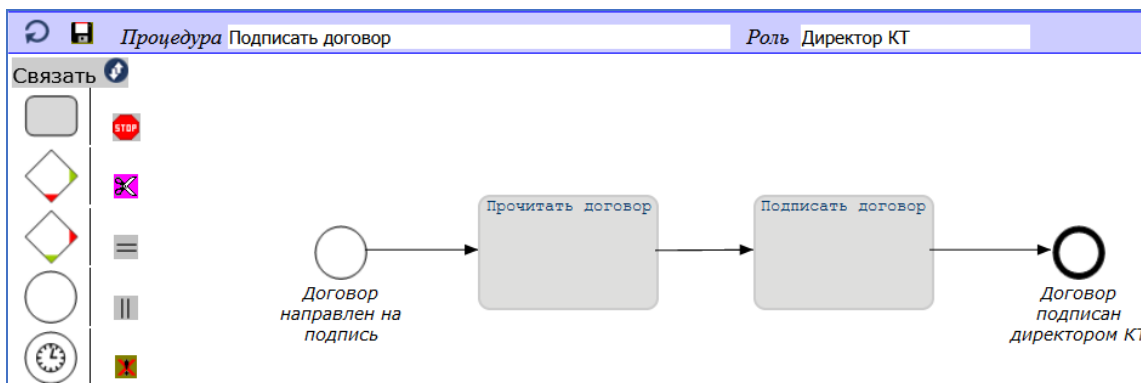 Процедура Подписать договор Роль Директор КТ
Связать
STOP
Прочитать договор
Подписать договор
Договор
направлен на
подпись
Договор
подписан
директором КТ